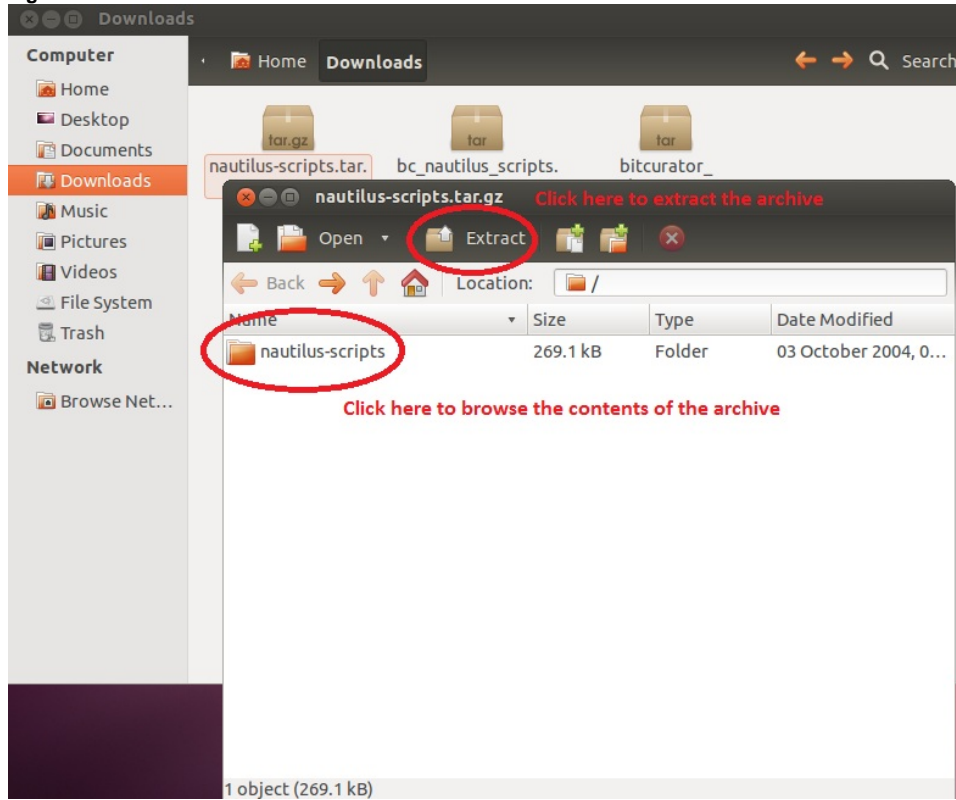 Downloads
Computer
Home
Desktop
Documents
Downloads
Music
Pictures
Videos
File System
Trash
Network
Browse Net...
Home Downloads
Search
tar.gz
nautilus-scripts.tar.
tar
bc_nautilus_scripts.
tar
bitcurator_
nautilus-scripts.tar.gz
Click here to extract the archive
Open Extract
Back Location: /
Name Size Type Date Modified
nautilus-scripts 269.1 kB Folder 03 October 2004, 0...
Click here to browse the contents of the archive
1 object (269.1 kB)